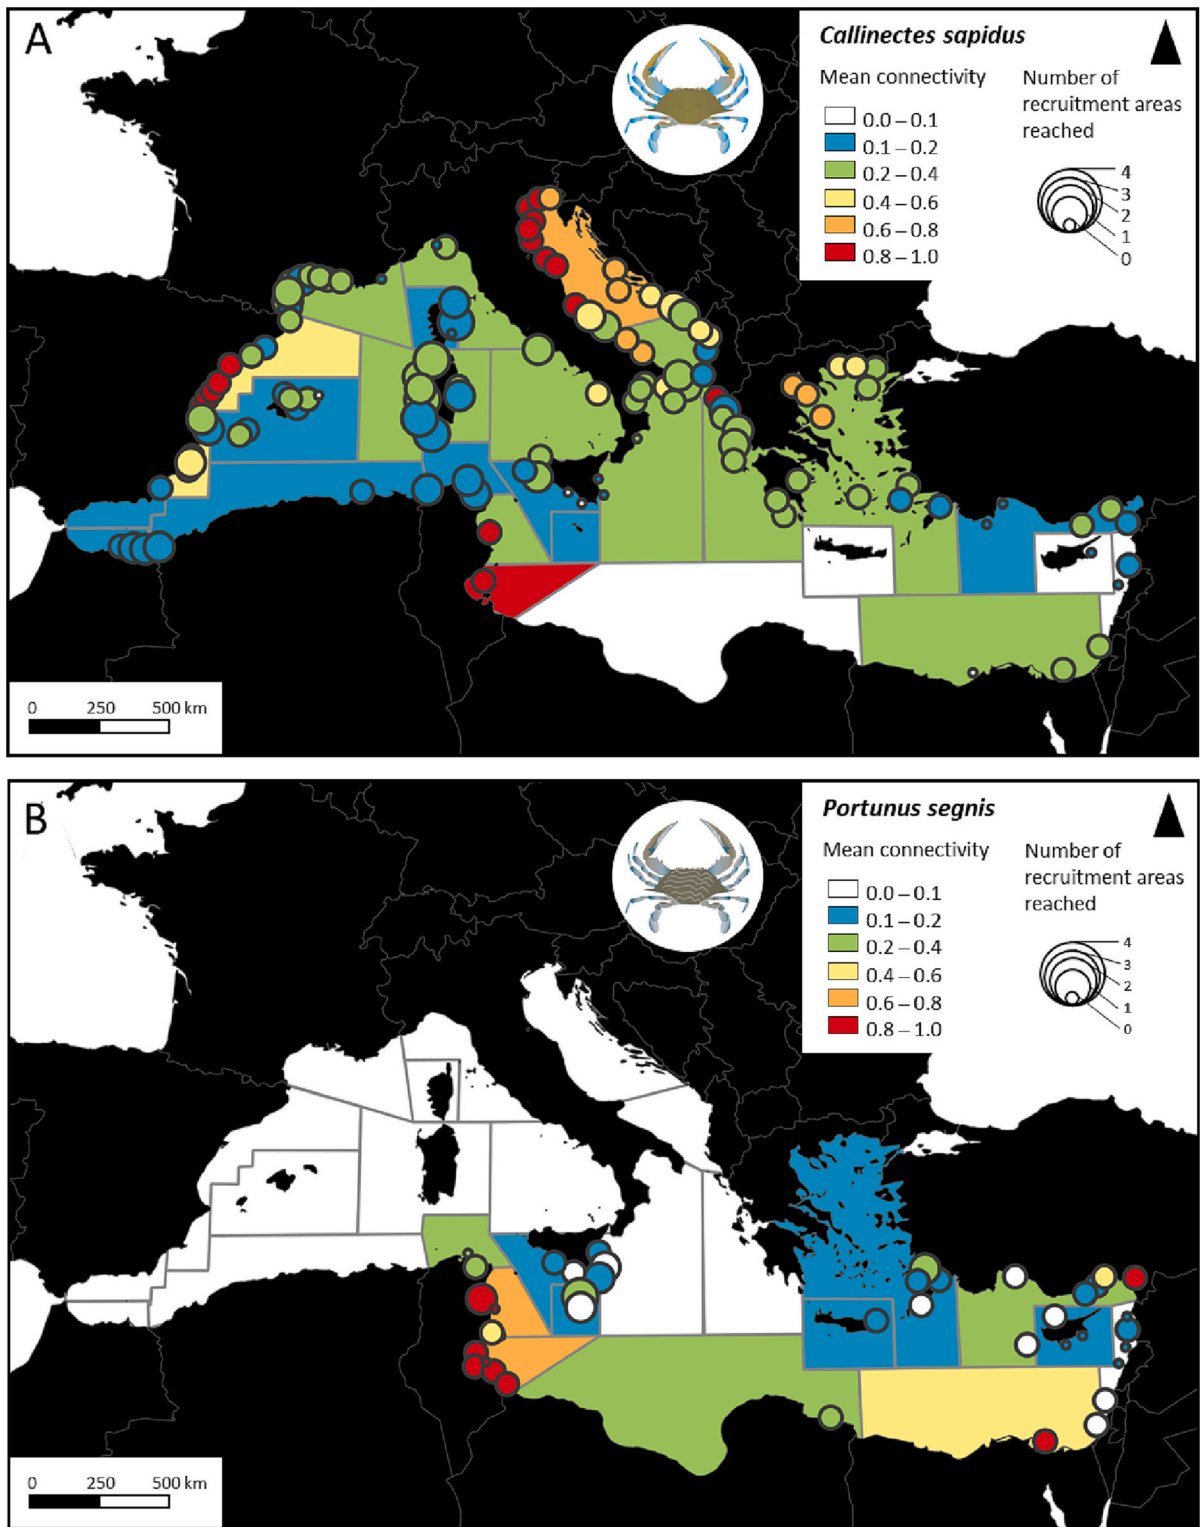 A
Callinectes sapidus
Mean connectivity
0.0 – 0.1
0.1 – 0.2
0.2 – 0.4
0.4 – 0.6
0.6 – 0.8
0.8 – 1.0
Number of
recruitment areas
reached
4
3
2
1
0
0 250 500 km
B
Portunus segnis
Mean connectivity
0.0 – 0.1
0.1 – 0.2
0.2 – 0.4
0.4 – 0.6
0.6 – 0.8
0.8 – 1.0
Number of
recruitment areas
reached
4
3
2
1
0
0 250 500 km